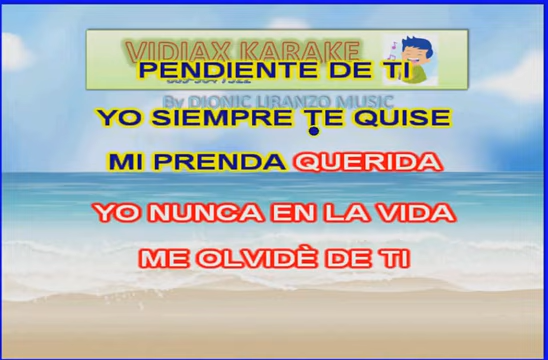 VIDIAX KARAKE
PENDIENTE DE TI
By DIONIC LIRANZO MUSIC
YO SIEMPRE TE QUISE
MI PRENDA QUERIDA
YO NUNCA EN LA VIDA
ME OLVIDÈ DE TI